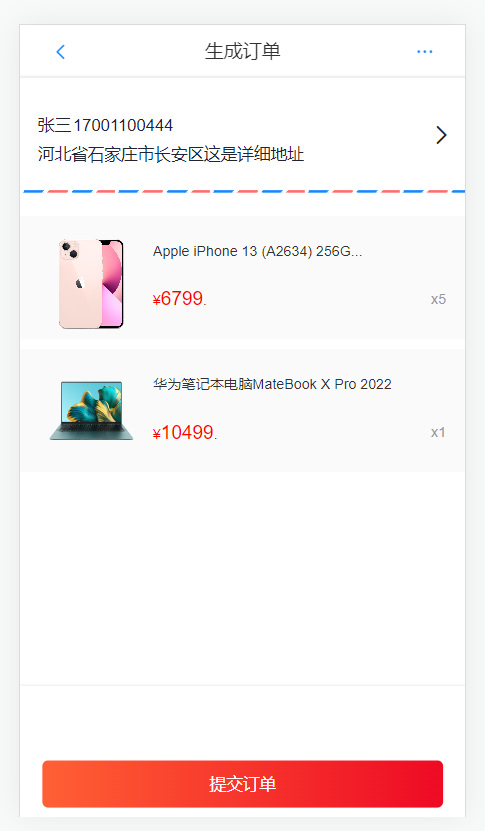 生成订单
张三17001100444
河北省石家庄市长安区这是详细地址
Apple iPhone 13 (A2634) 256G...
¥6799.
x5
华为笔记本电脑MateBook X Pro 2022
¥10499.
x1
提交订单